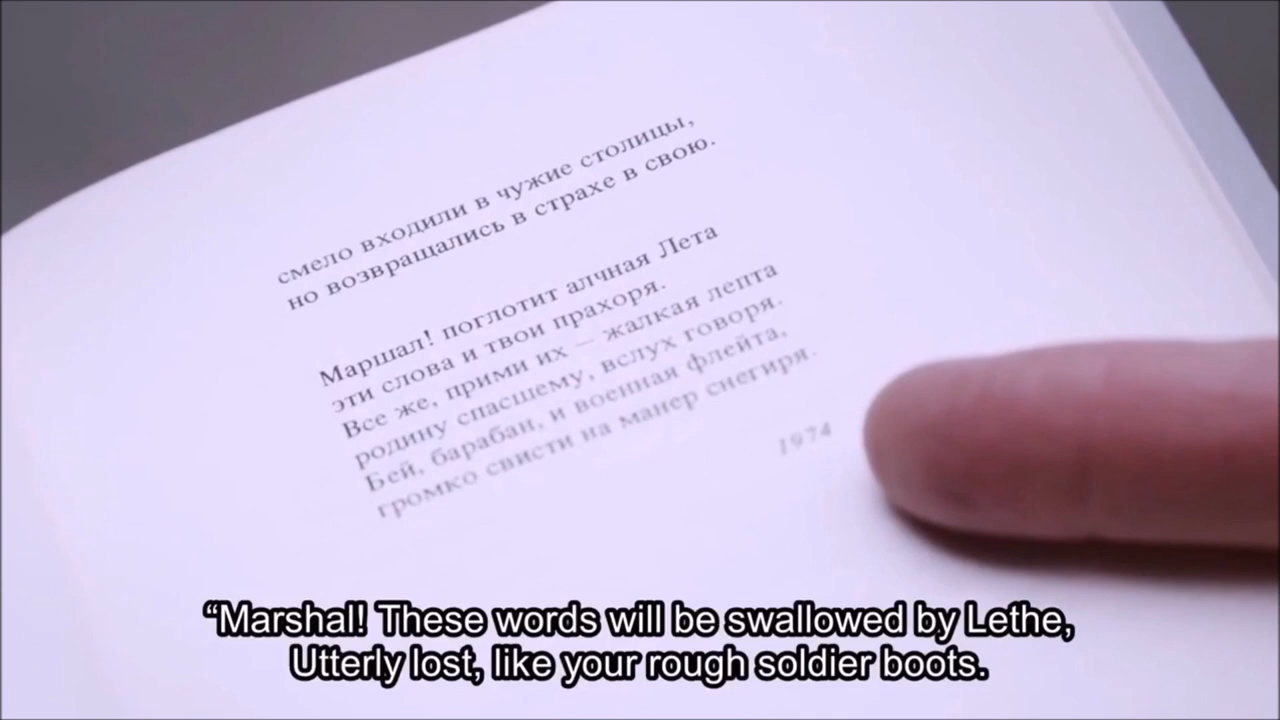 смело входили в чужие столицы,
но возвращались в страхе в свою.
Маршал! поглотит алчная Лета
эти слова и твои прахоря.
Все же, прими их — жалкая лепта
родину спасшему, вслух говоря.
Бей, барабан, и военная флейта,
громко свисти на манер снегиря.
1974
“Marshal! These words will be swallowed by Lethe,
Utterly lost, like your rough soldier boots.